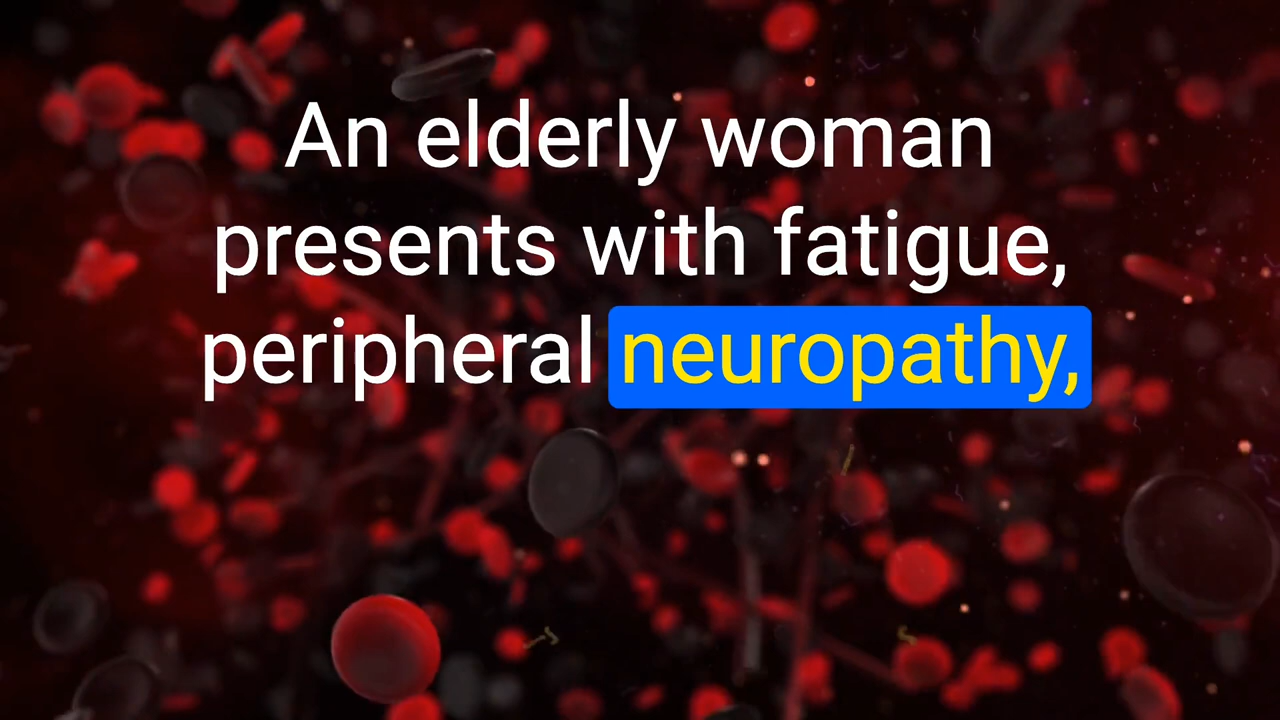 An elderly woman
presents with fatigue,
peripheral neuropathy,